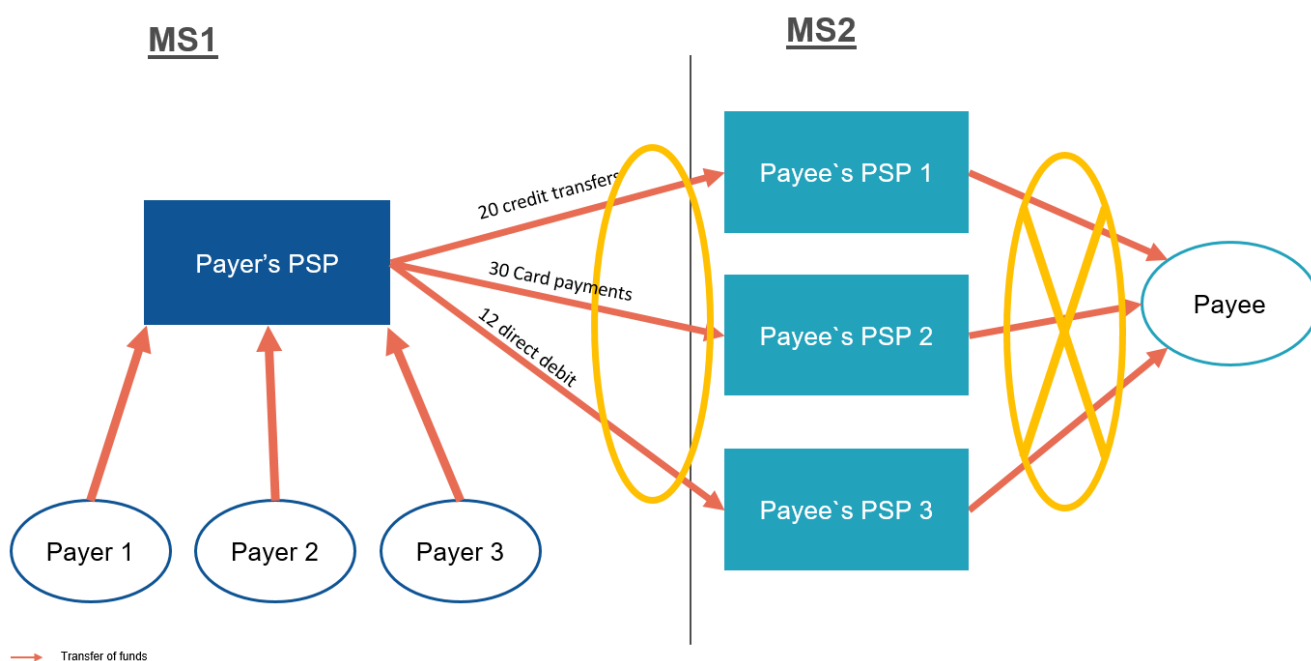 MS1
MS2
Payer's PSP
20 credit transfers
30 Card payments
12 direct debit
Payee`s PSP 1
Payee`s PSP 2
Payee`s PSP 3
Payee
Payer 1
Payer 2
Payer 3
Transfer of funds